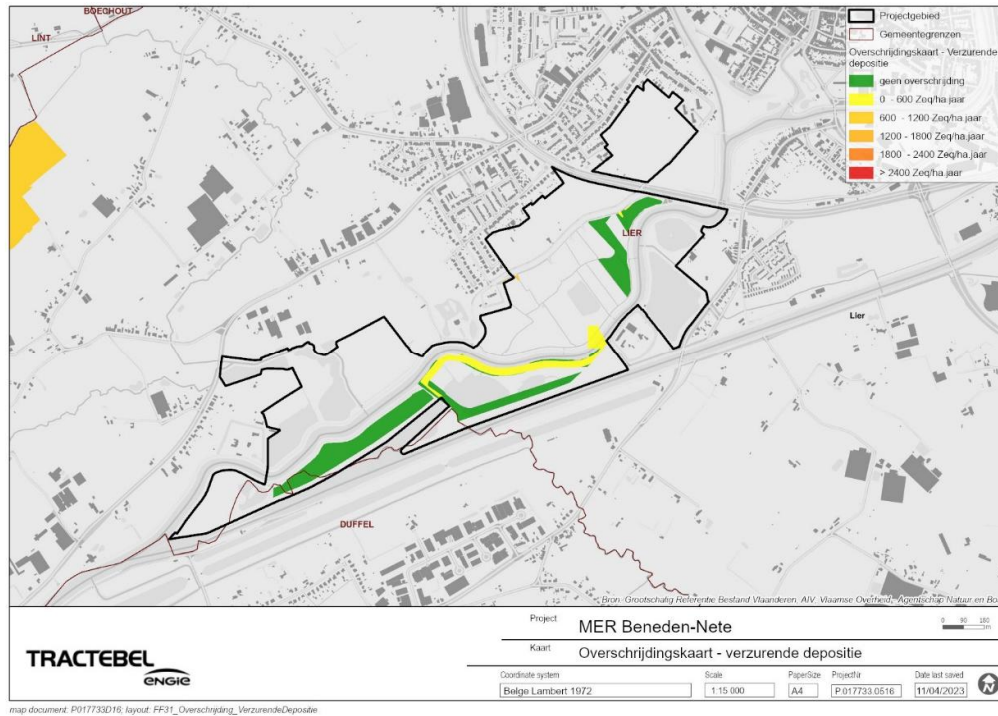 BOECHOUT
LINT
Projectgebied
Gemeentegrenzen
Overschrijdingskaart - Verzurende
depositie
geen overschrijding
0 - 600 Zeq/ha.jaar
600 - 1200 Zeq/ha.jaar
1200 - 1800 Zeq/ha.jaar
1800 - 2400 Zeq/ha.jaar
> 2400 Zeq/ha.jaar
LIER
Lier
DUFFEL
Bron: Grootschalig Referentie Bestand Vlaanderen, AIV, Vlaamse Overheid, Agentschap Natuur en Bo
Project MER Beneden-Nete
0 90 180
m
Kaart Overschrijdingskaart - verzurende depositie
TRACTEBEL
ENGIE
Coordinate system Scale PaperSize ProjectNr Date last saved
Belge Lambert 1972 1:15 000 A4 P.017733.0516 11/04/2023
N
map document: P017733D16; layout: FF31_Overschrijding_VerzurendeDepositie